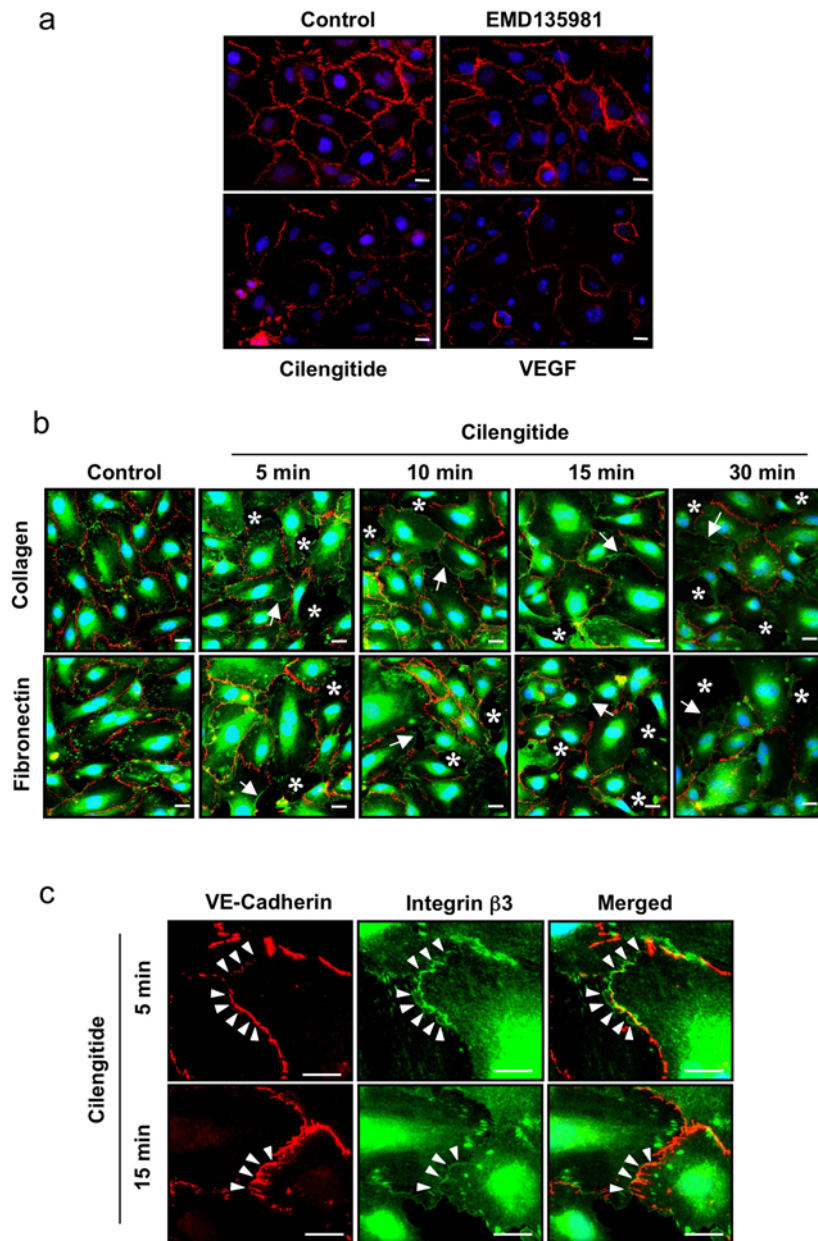 a
Control EMD135981
Cilengitide VEGF
b
Cilengitide
Control 5 min 10 min 15 min 30 min
Collagen
* * * * * * * * *
Fibronectin
* * * * * * * * *
c
VE-Cadherin Integrin β3 Merged
Cilengitide
5 min
15 min